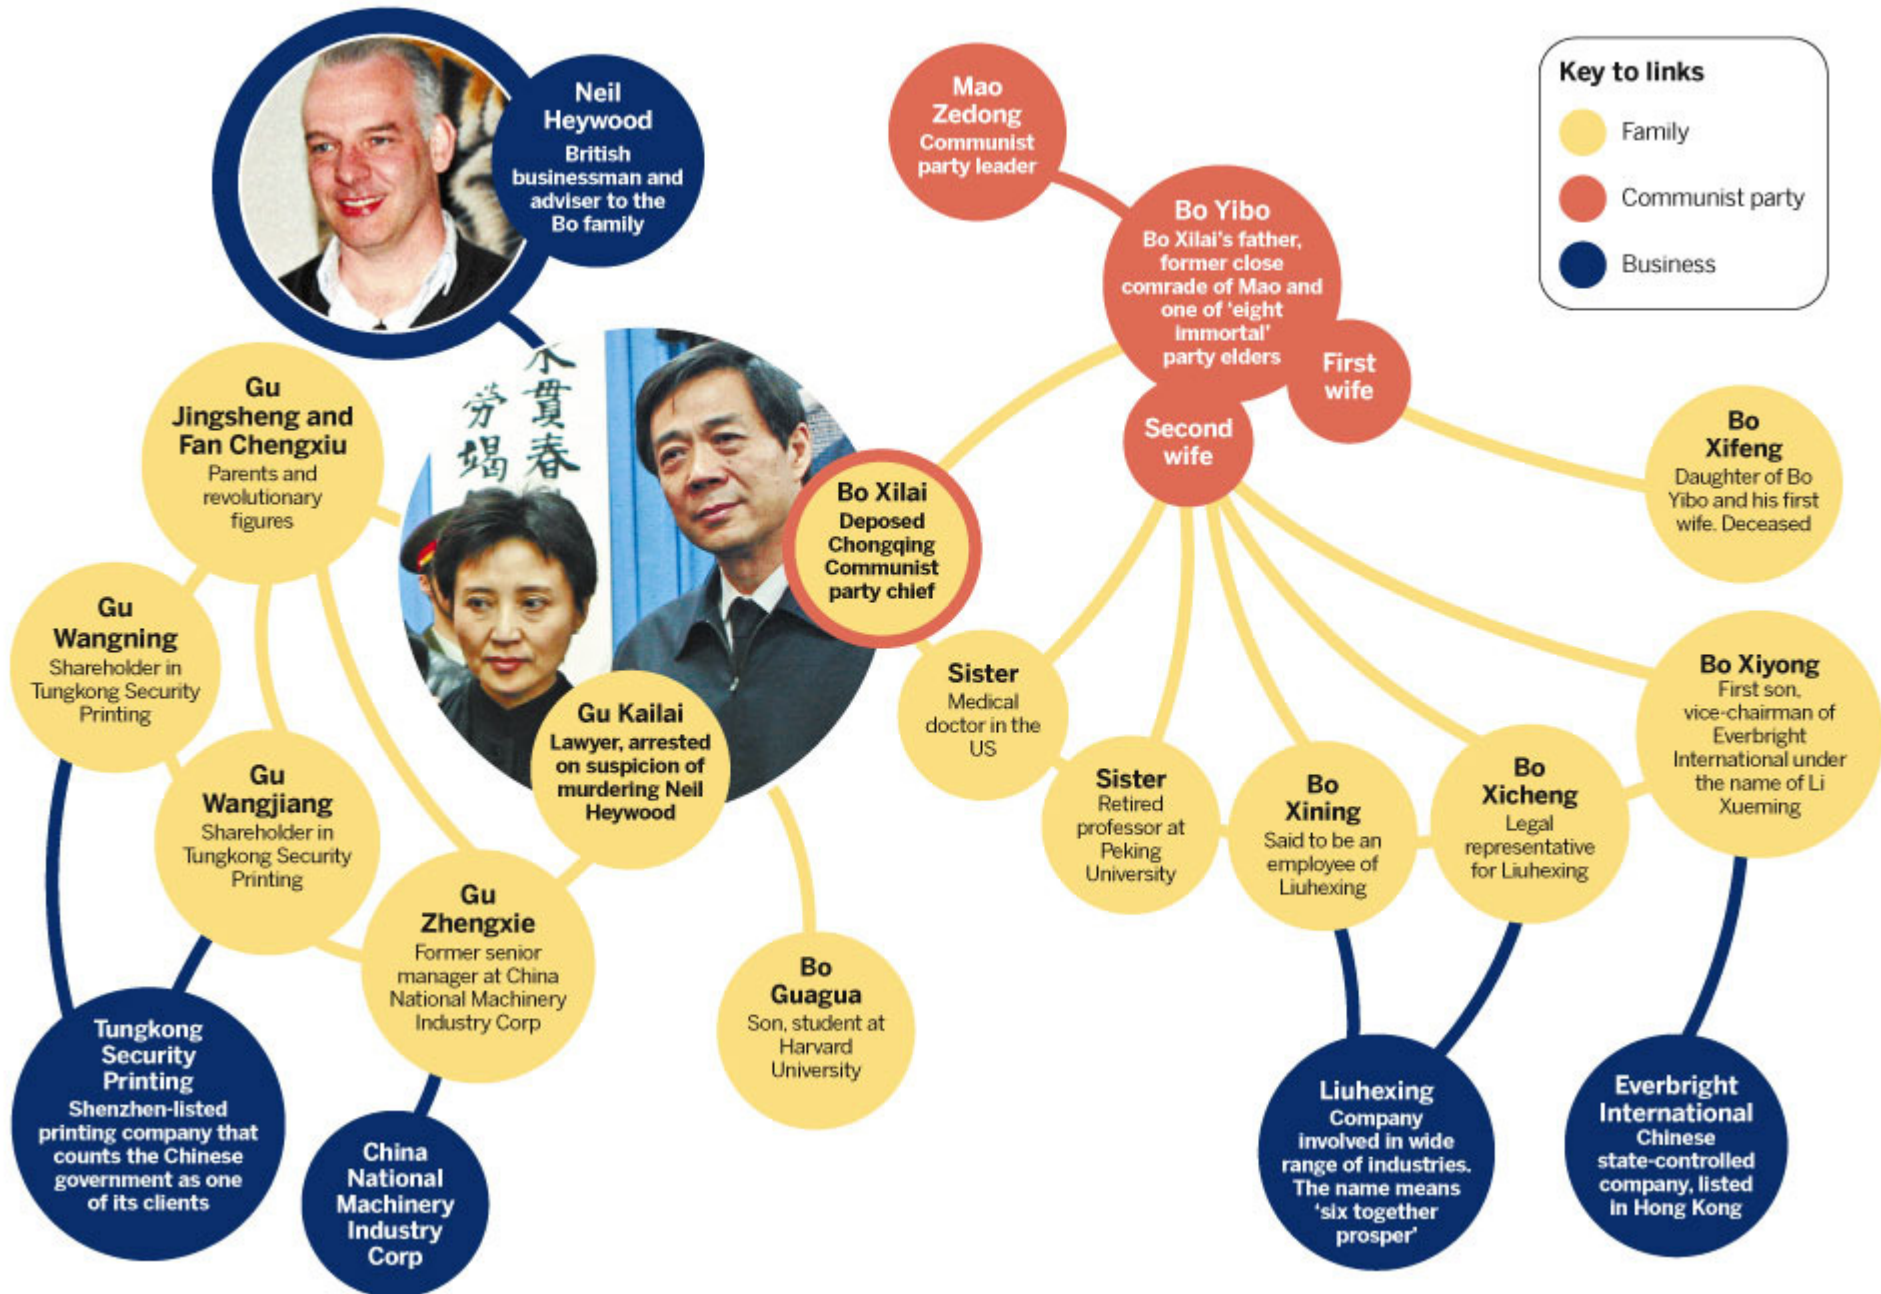 Neil
Heywood
British
businessman and
adviser to the
Bo family
Mao
Zedong
Communist
party leader
Key to links
Family
Communist party
Business
Bo Yibo
Bo Xilai's father,
former close
comrade of Mao and
one of ‘eight
immortal’
party elders
First
wife
Second
wife
Bo
Xifeng
Daughter of Bo
Yibo and his first
wife. Deceased
Gu
Jingsheng and
Fan Chengxiu
Parents and
revolutionary
figures
永貫春
勞竭
Bo Xilai
Deposed
Chongqing
Communist
party chief
Gu
Wangning
Shareholder in
Tungkong Security
Printing
Gu
Wangjiang
Shareholder in
Tungkong Security
Printing
Gu Kailai
Lawyer, arrested
on suspicion of
murdering Neil
Heywood
Gu
Zhengxie
Former senior
manager at China
National Machinery
Industry Corp
Bo
Guagua
Son, student at
Harvard
University
Sister
Medical
doctor in the
US
Sister
Retired
professor at
Peking
University
Bo
Xining
Said to be an
employee of
Liuhexing
Bo
Xicheng
Legal
representative
for Liuhexing
Bo Xiyong
First son,
vice-chairman of
Everbright
International under
the name of Li
Xueming
Tungkong
Security
Printing
Shenzhen-listed
printing company that
counts the Chinese
government as one
of its clients
China
National
Machinery
Industry
Corp
Liuhexing
Company
involved in wide
range of industries.
The name means
‘six together
prosper’
Everbright
International
Chinese
state-controlled
company, listed
in Hong Kong